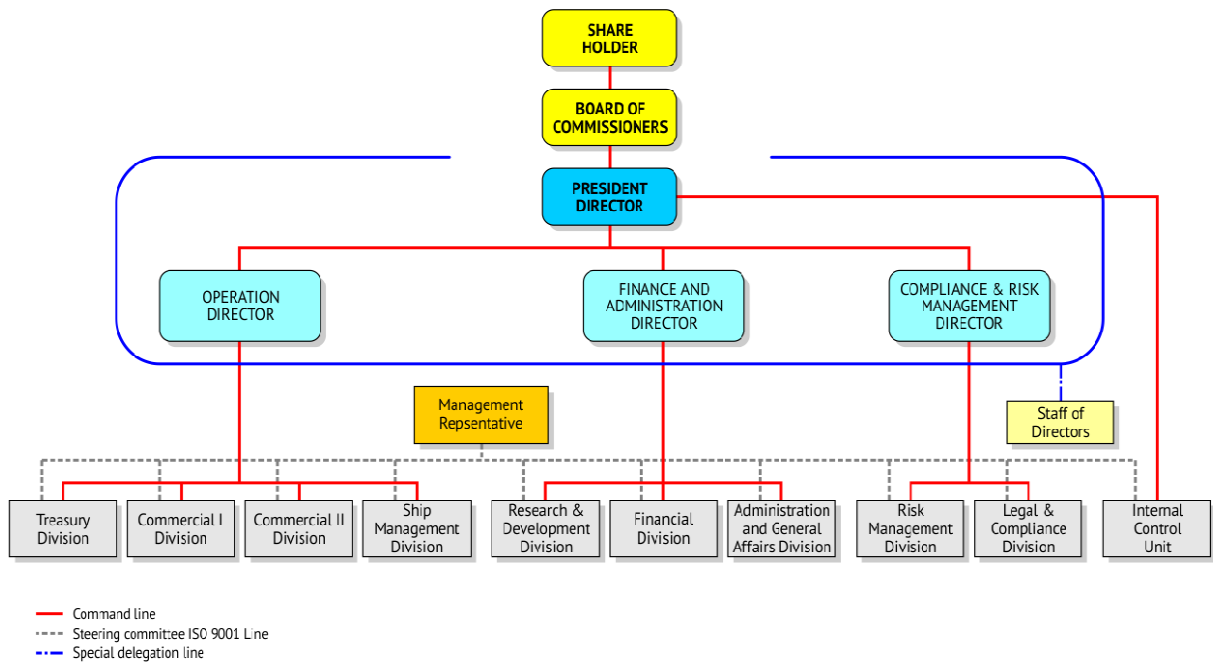 SHARE
HOLDER
BOARD OF
COMMISSIONERS
PRESIDENT
DIRECTOR
OPERATION
DIRECTOR
FINANCE AND
ADMINISTRATION
DIRECTOR
COMPLIANCE & RISK
MANAGEMENT
DIRECTOR
Management
Repsentative
Staff of
Directors
Treasury
Division
Commercial I
Division
Commercial II
Division
Ship
Management
Division
Research &
Development
Division
Financial
Division
Administration
and General
Affairs Division
Risk
Management
Division
Legal &
Compliance
Division
Internal
Control
Unit
Command line
Steering committee ISO 9001 Line
Special delegation line